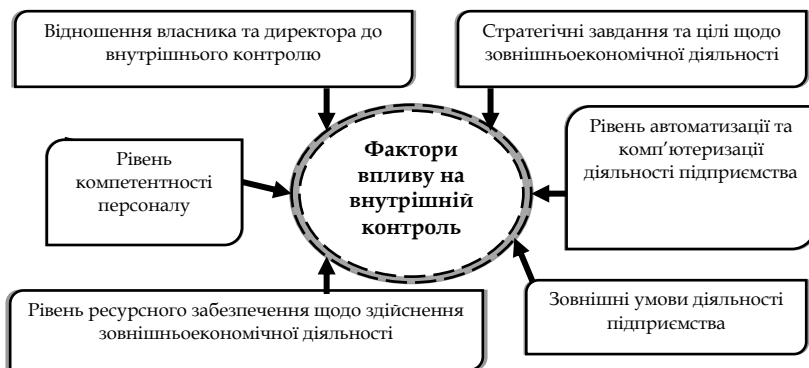 Відношення власника та директора до
внутрішнього контролю
Стратегічні завдання та цілі щодо
зовнішньоекономічної діяльності
Рівень
компетентності
персоналу
Фактори
впливу на
внутрішній
контроль
Рівень автоматизації та
комп’ютеризації
діяльності підприємства
Рівень ресурсного забезпечення щодо здійснення
зовнішньоекономічної діяльності
Зовнішні умови діяльності
підприємства